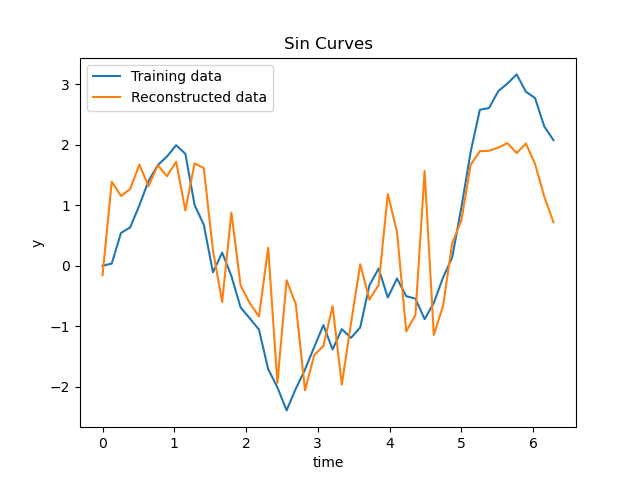 Sin Curves
Training data
Reconstructed data
3
2
1
0
−1
−2
y
0 1 2 3 4 5 6
time